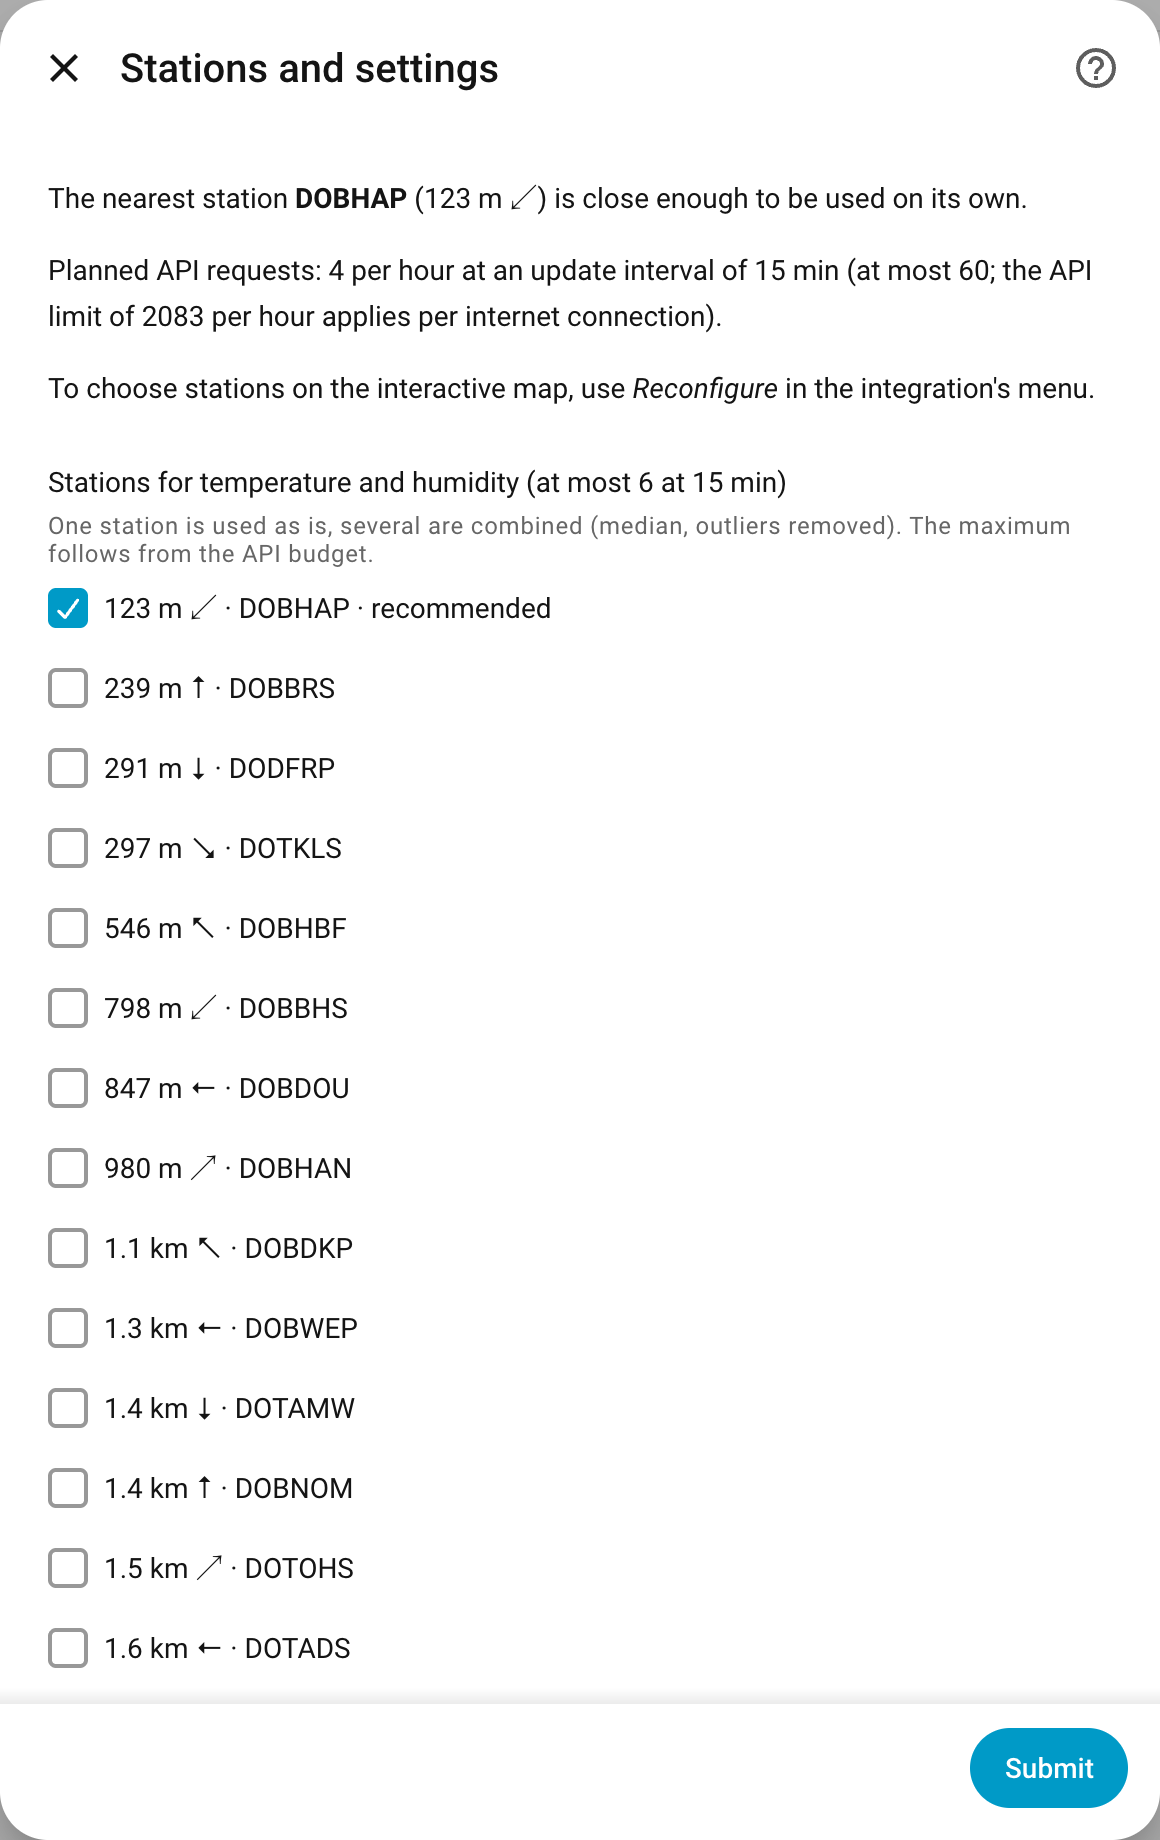 Stations and settings
The nearest station DOBHAP (123 m ↙) is close enough to be used on its own.
Planned API requests: 4 per hour at an update interval of 15 min (at most 60; the API
limit of 2083 per hour applies per internet connection).
To choose stations on the interactive map, use Reconfigure in the integration's menu.
Stations for temperature and humidity (at most 6 at 15 min)
One station is used as is, several are combined (median, outliers removed). The maximum
follows from the API budget.
123 m ↙ · DOBHAP · recommended
239 m ↑ · DOBBRS
291 m ↓ · DODFRP
297 m ↘ · DOTKLS
546 m ↖ · DOBHBF
798 m ↙ · DOBBHS
847 m ← · DOBDOU
980 m ↗ · DOBHAN
1.1 km ↖ · DOBDKP
1.3 km ← · DOBWEP
1.4 km ↓ · DOTAMW
1.4 km ↑ · DOBNOM
1.5 km ↗ · DOTOHS
1.6 km ← · DOTADS
Submit